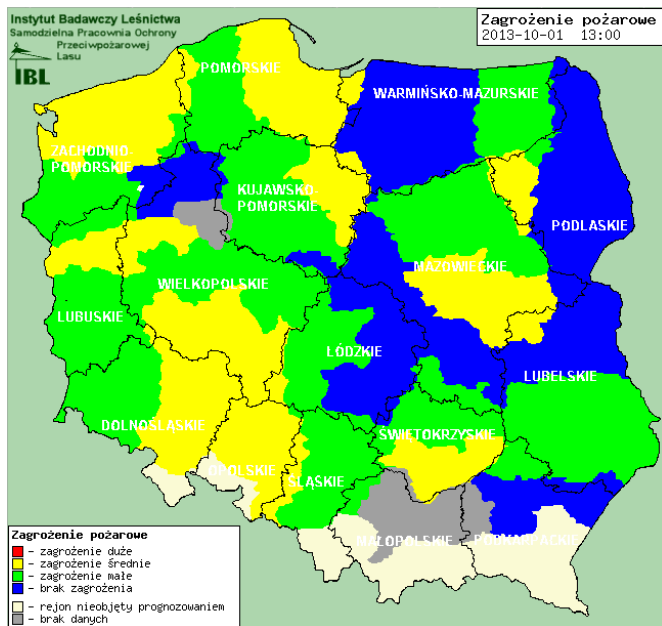 Instytut Badawczy Leśnictwa
Samodzielna Pracownia Ochrony
Przeciwpożarowej
Lasu
IBL
Zagrożenie pożarowe
2013-10-01 13:00
POMORSKIE
WARMIŃSKO-MAZURSKIE
ZACHODNIO-
POMORSKIE
KUJAWSKO-
POMORSKIE
PODLASKIE
MAZOWIECKIE
WIELKOPOLSKIE
LUBUSKIE
ŁÓDZKIE
LUBELSKIE
DOLNOŚLĄSKIE
ŚWIĘTOKRZYSKIE
OPOLSKIE
ŚLĄSKIE
MAŁOPOLSKIE
PODKARPACKIE
Zagrożenie pożarowe
- zagrożenie duże
- zagrożenie średnie
- zagrożenie małe
- brak zagrożenia
- rejon nieobjęty prognozowaniem
- brak danych